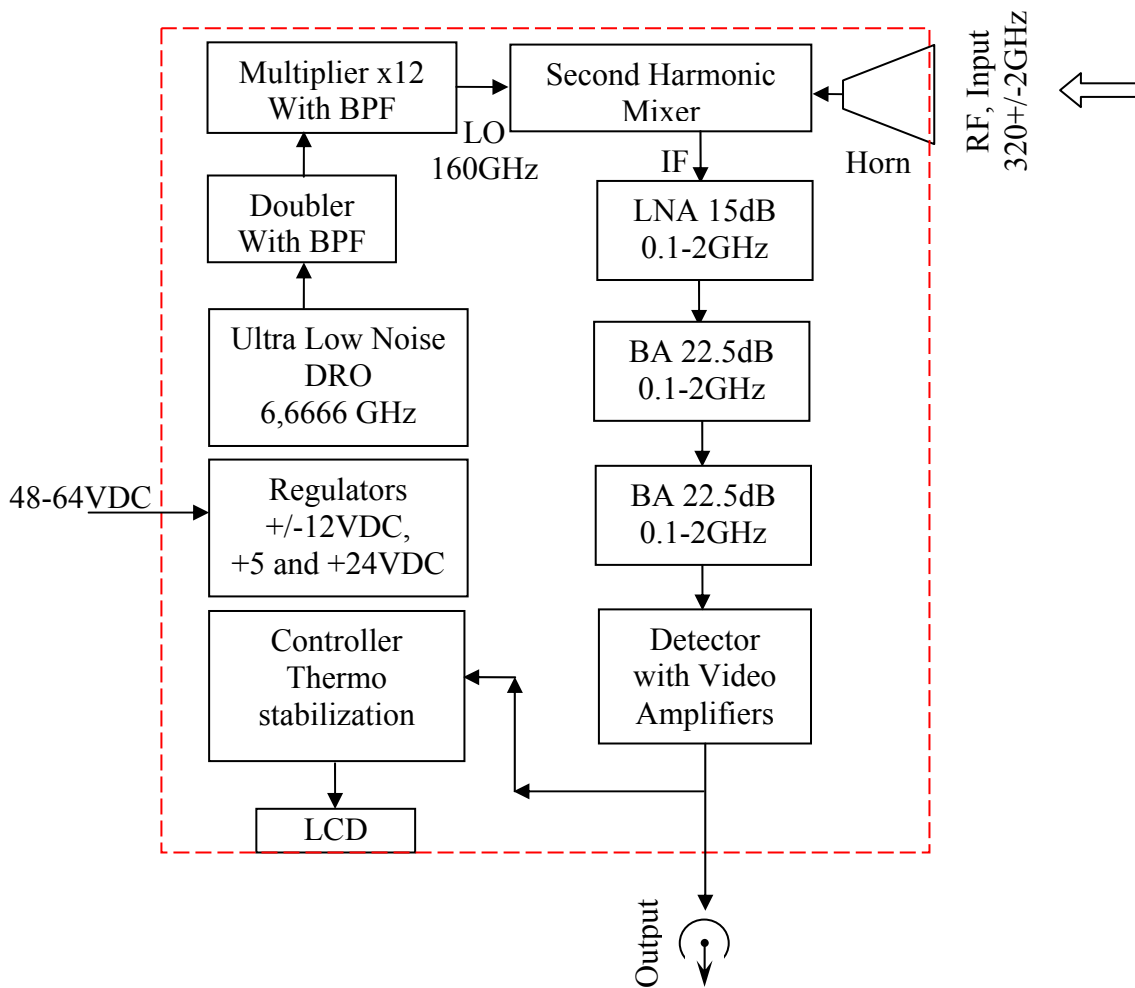 Multiplier x12
With BPF
Second Harmonic
Mixer
RF, Input
320+/-2GHz
LO
160GHz
IF
Horn
Doubler
With BPF
LNA 15dB
0.1-2GHz
Ultra Low Noise
DRO
6,6666 GHz
BA 22.5dB
0.1-2GHz
48-64VDC
Regulators
+/-12VDC,
+5 and +24VDC
BA 22.5dB
0.1-2GHz
Controller
Thermo
stabilization
Detector
with Video
Amplifiers
LCD
Output